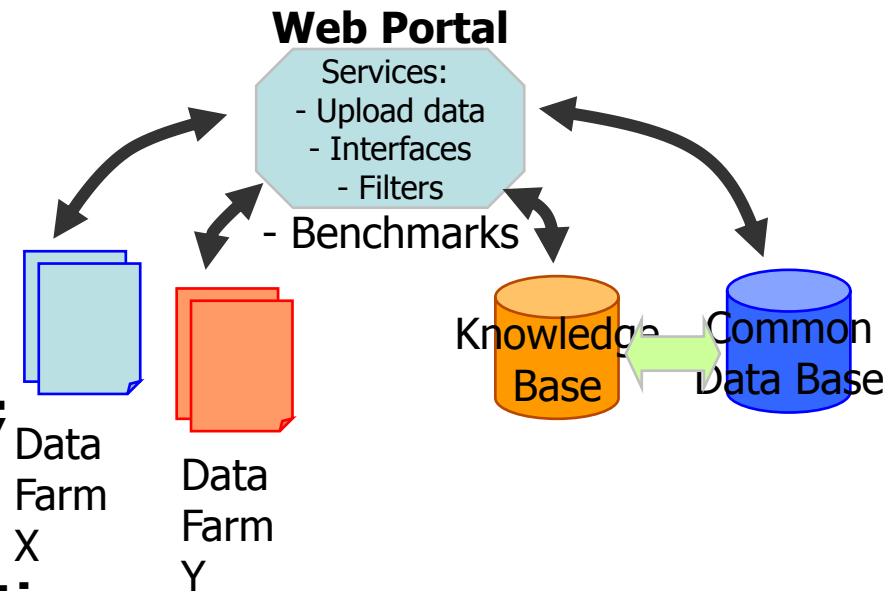 Web Portal
Services:
- Upload data
- Interfaces
- Filters
- Benchmarks
Knowledge
Base
Common
Data Base
Data
Farm
X
Data
Farm
Y